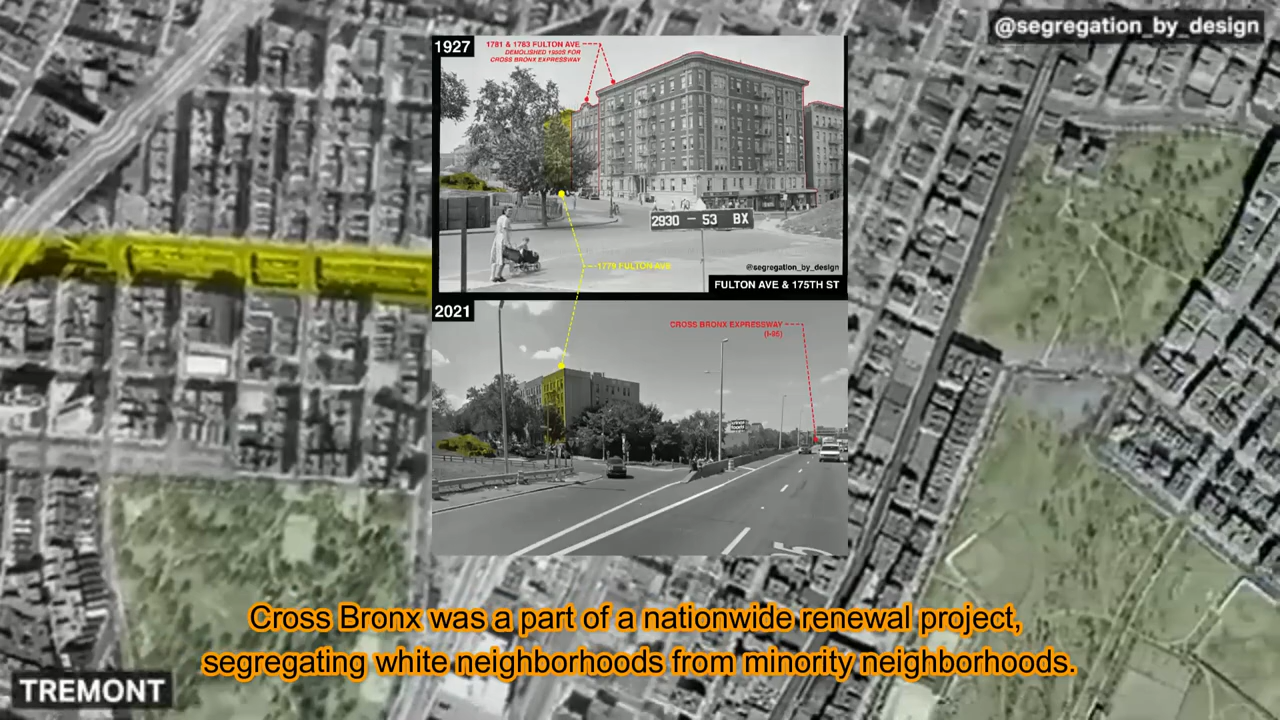 @segregation_by_design
1927
1781 & 1783 FULTON AVE
DEMOLISHED 1950S FOR
CROSS BRONX EXPRESSWAY
2930 - 53 BX
1779 FULTON AVE
@segregation_by_design
FULTON AVE & 175TH ST
2021
CROSS BRONX EXPRESSWAY
(I-95)
Cross Bronx was a part of a nationwide renewal project,
segregating white neighborhoods from minority neighborhoods.
TREMONT